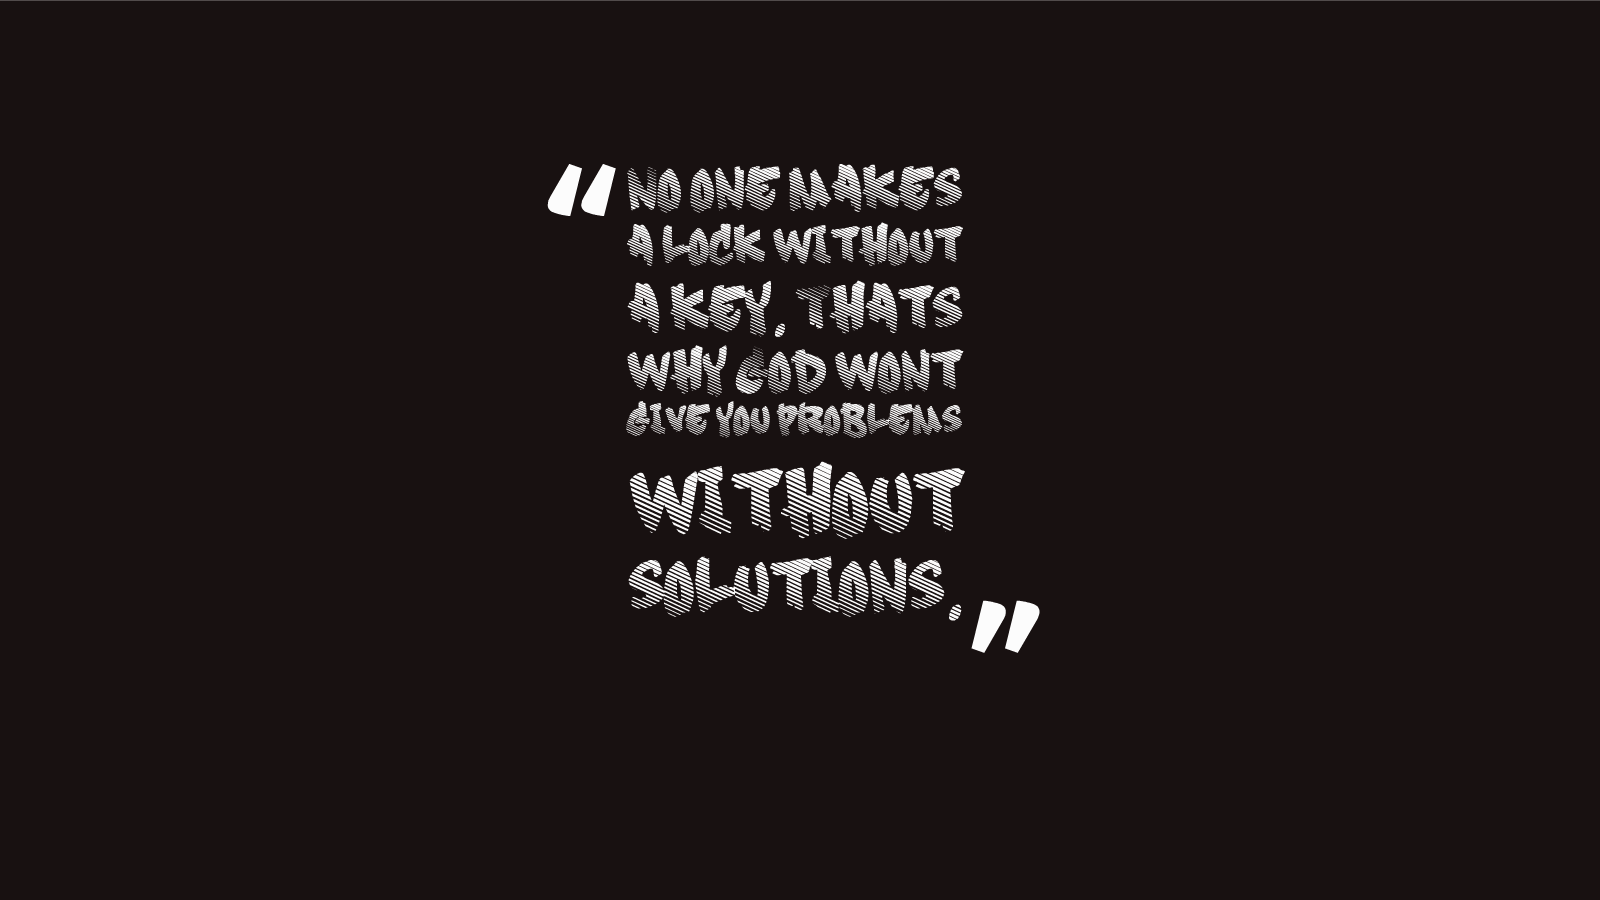 “NO ONE MAKES
A LOCK WITHOUT
A KEY, THATS
WHY GOD WONT
GIVE YOU PROBLEMS
WITHOUT
SOLUTIONS.”